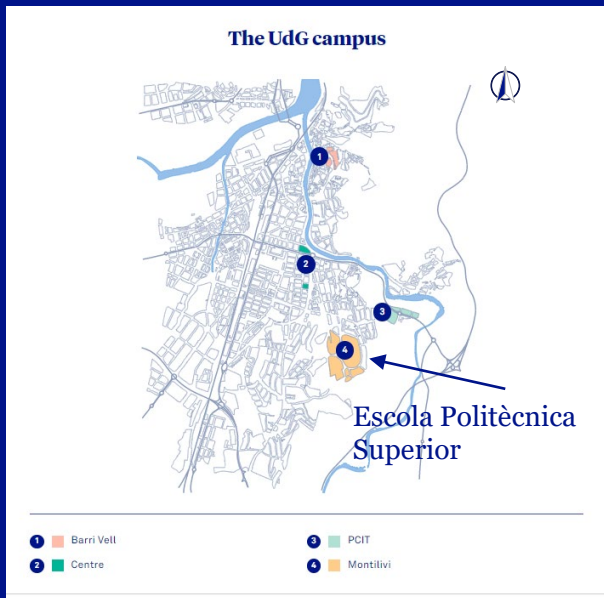 The UdG campus
1
2
3
4
Escola Politècnica
Superior
1 Barri Vell
2 Centre
3 PCIT
4 Montilivi